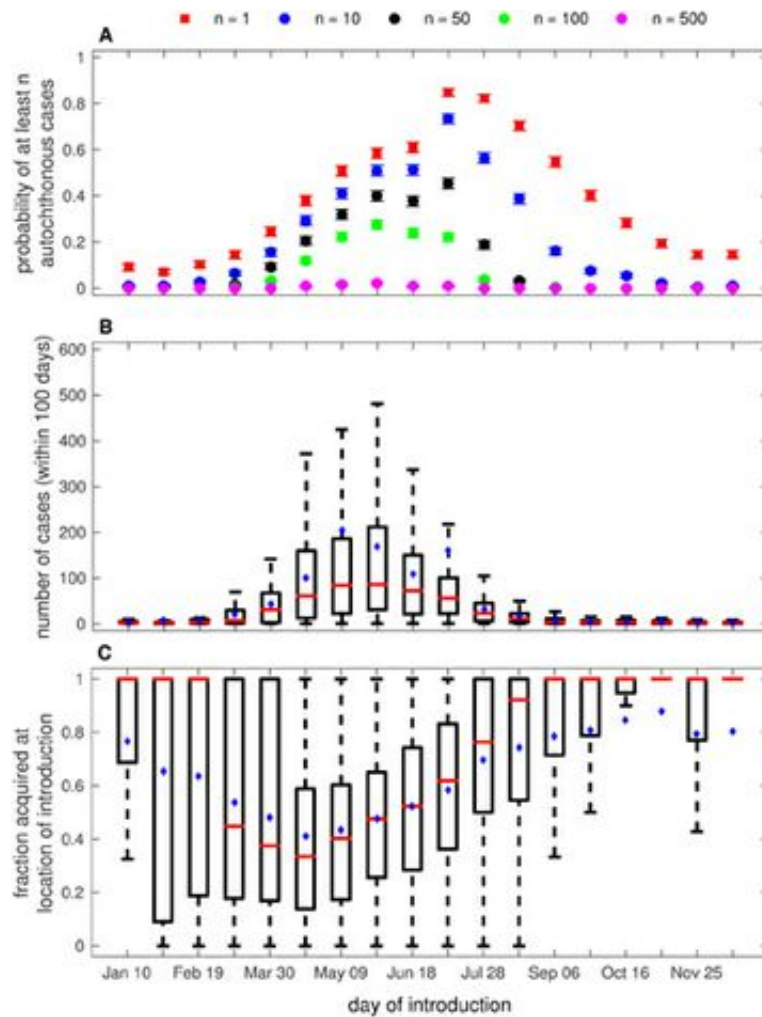 n = 1 n = 10 n = 50 n = 100 n = 500
A
probability of at least n
autochthonous cases
1
0.8
0.6
0.4
0.2
0
B
number of cases (within 100 days)
600
500
400
300
200
100
0
C
fraction acquired at
location of introduction
1
0.8
0.6
0.4
0.2
0
Jan 10 Feb 19 Mar 30 May 09 Jun 18 Jul 28 Sep 06 Oct 16 Nov 25
day of introduction